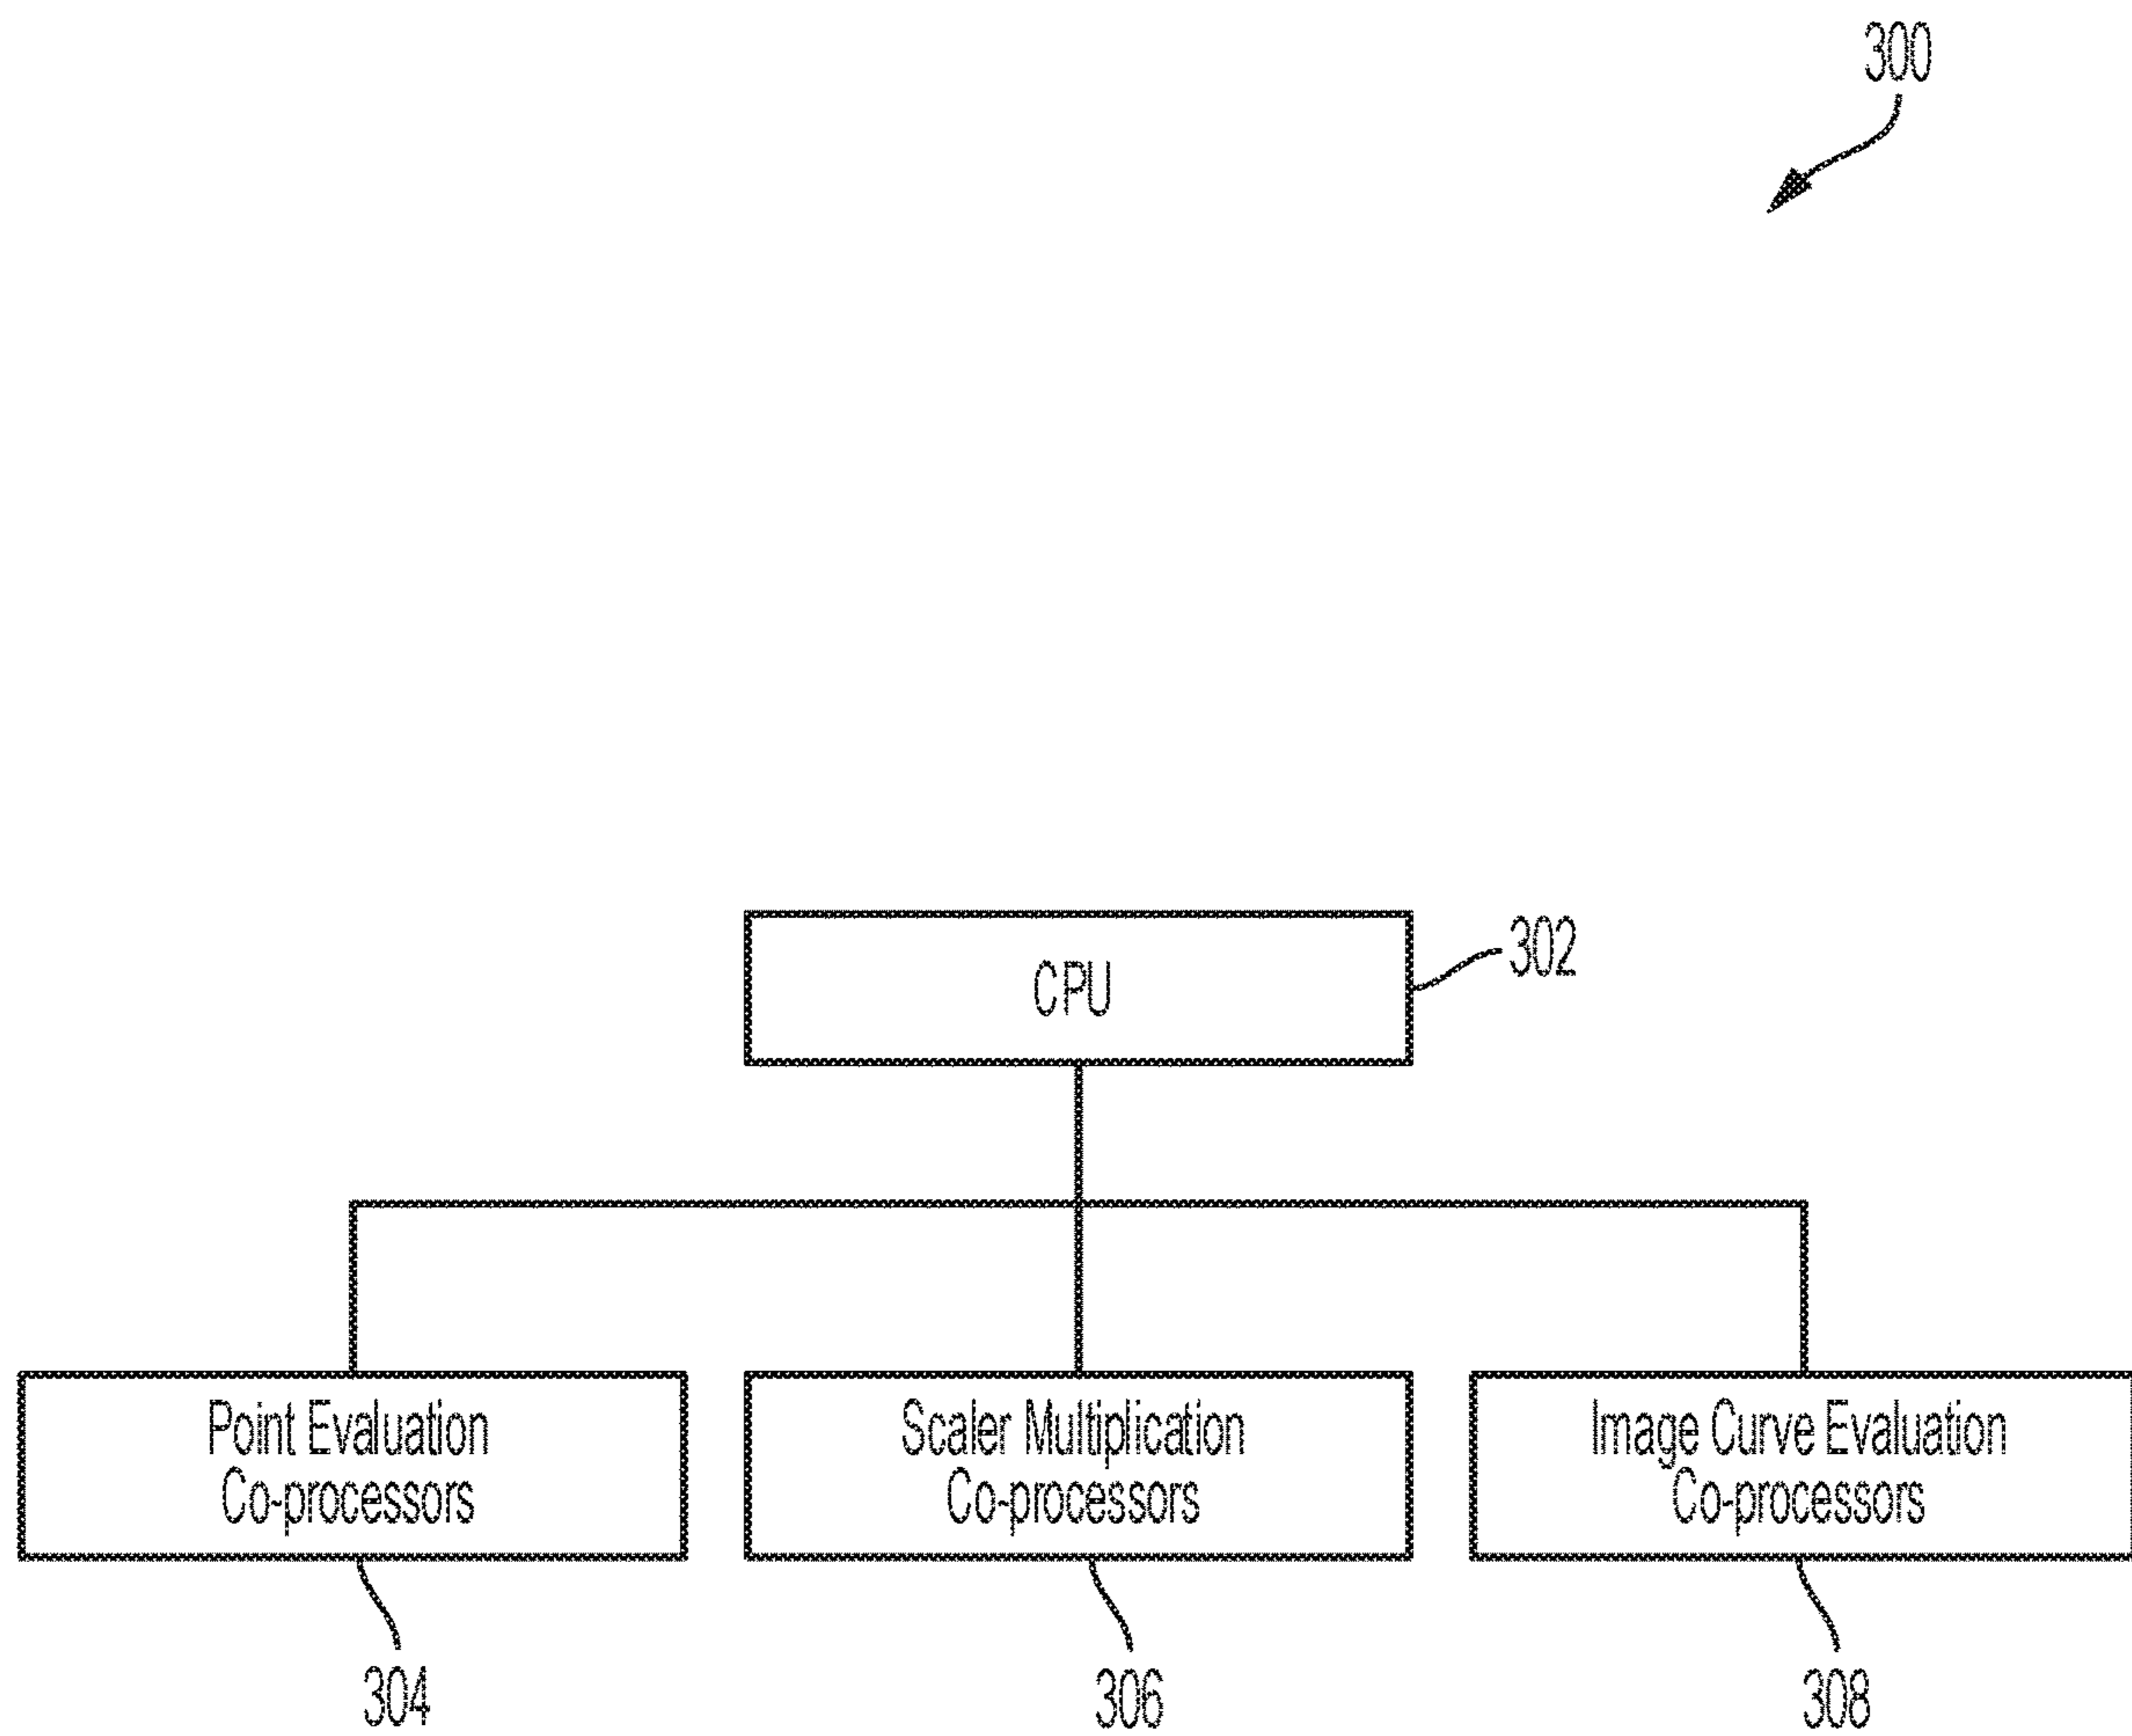 300
CPU
302
Point Evaluation
Co-processors
Scaler Multiplication
Co-processors
Image Curve Evaluation
Co-processors
304
306
308